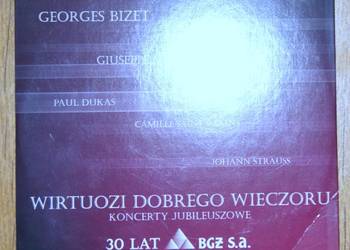 GEORGES BIZET
PAUL DUKAS
CAMILLE
JOHANN STRAUSS
WIRTUOZI DOBREGO WIECZORU
KONCERTY JUBILEUSZOWE
30 LAT BGŻ S.A.